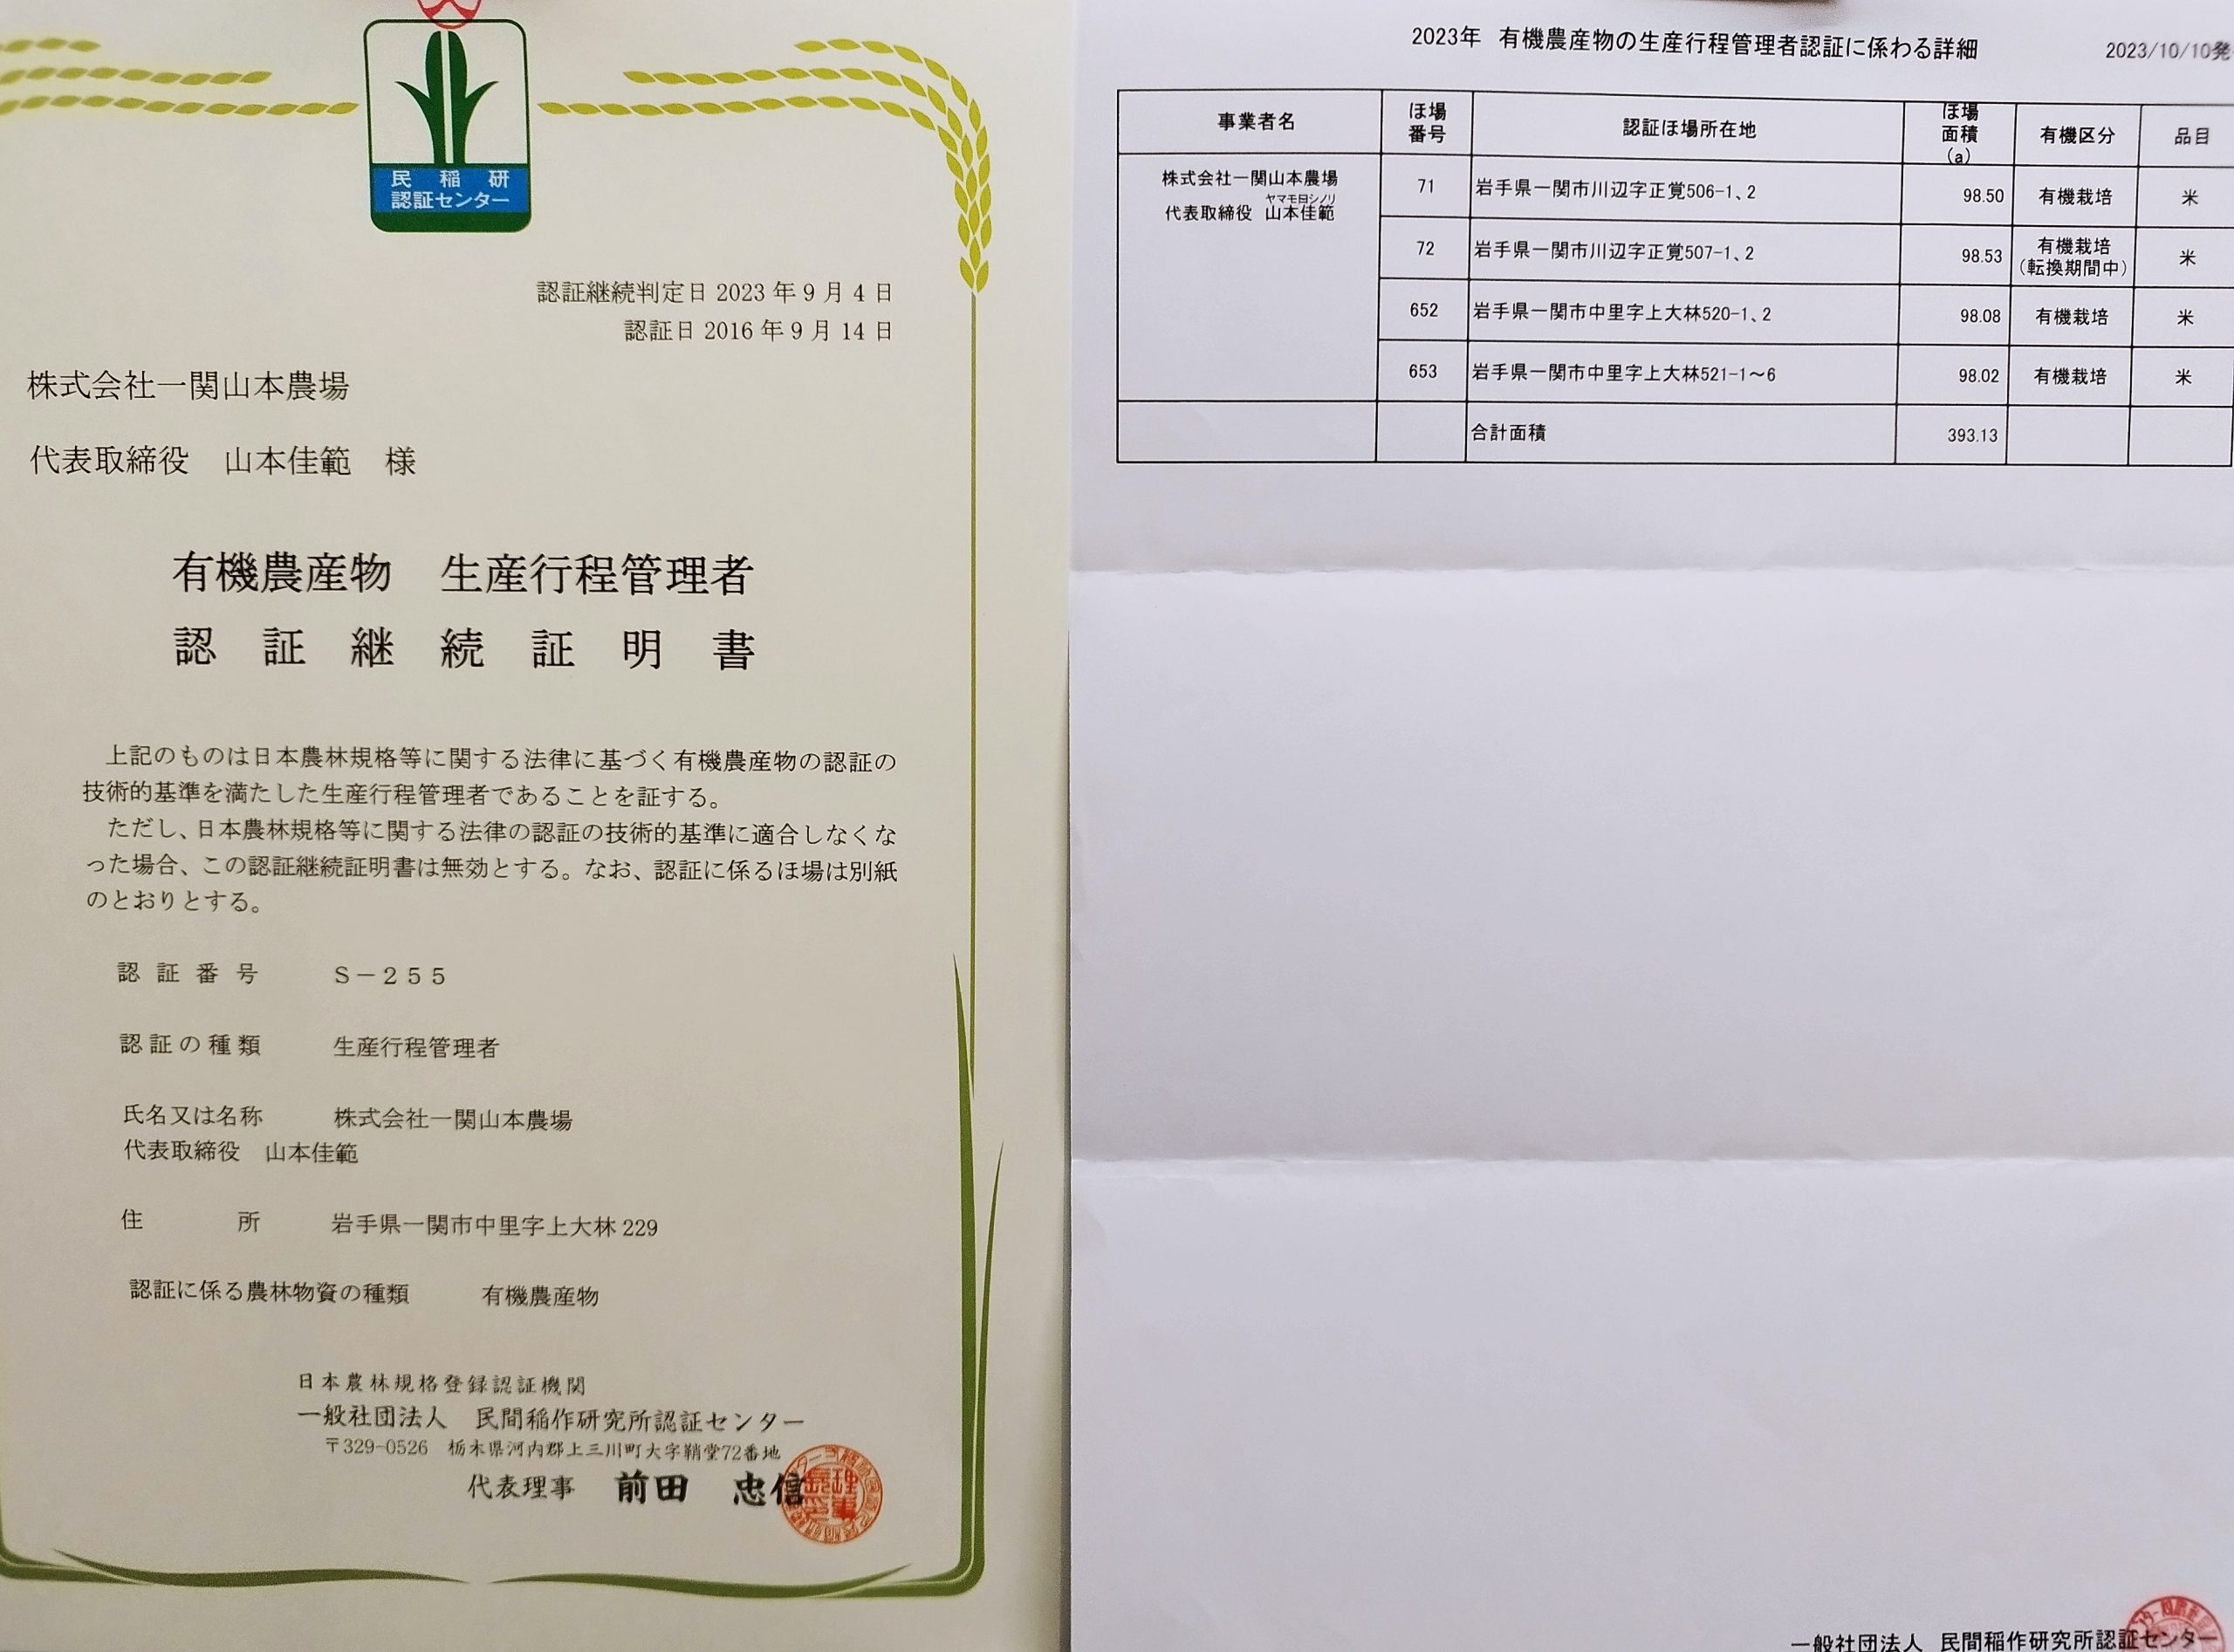 民 稲 研
認証センター
認証継続判定日 2023 年 9 月 4 日
認証日 2016 年 9 月 14 日
株式会社一関山本農場
代表取締役 山本佳範 様
有機農産物 生産行程管理者
認 証 継 続 証 明 書
上記のものは日本農林規格等に関する法律に基づく有機農産物の認証の
技術的基準を満たした生産行程管理者であることを証する。
ただし、日本農林規格等に関する法律の認証の技術的基準に適合しなくな
った場合、この認証継続証明書は無効とする。なお、認証に係るほ場は別紙
のとおりとする。
認 証 番 号 S－２５５
認証の種類 生産行程管理者
氏名又は名称 株式会社一関山本農場
代表取締役 山本佳範
住 所 岩手県一関市中里字上大林 229
認証に係る農林物資の種類 有機農産物
日本農林規格登録認証機関
一般社団法人 民間稲作研究所認証センター
〒329-0526 栃木県河内郡上三川町大字鞘堂72番地
代表理事 前田 忠信
2023年 有機農産物の生産行程管理者認証に係わる詳細
2023/10/10発
事業者名 ほ場番号 認証ほ場所在地 ほ場面積(a) 有機区分 品目
株式会社一関山本農場
代表取締役 山本佳範
71 岩手県一関市川辺字正覚506-1、2 98.50 有機栽培 米
72 岩手県一関市川辺字正覚507-1、2 98.53 有機栽培(転換期間中) 米
652 岩手県一関市中里字上大林520-1、2 98.08 有機栽培 米
653 岩手県一関市中里字上大林521-1～6 98.02 有機栽培 米
合計面積 393.13
一般社団法人 民間稲作研究所認証センター